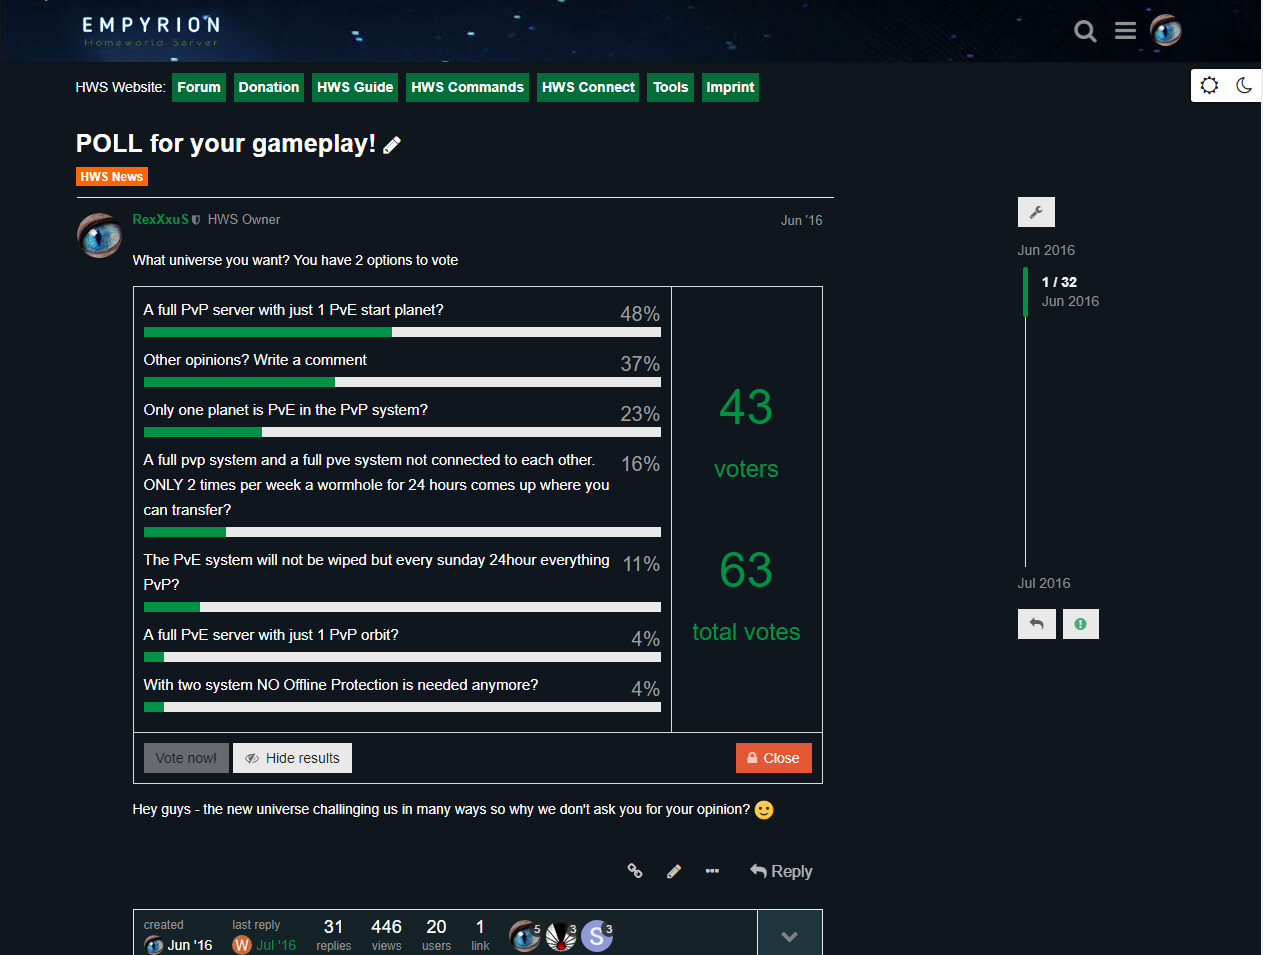 EMPYRION
Homeworld Server
HWS Website: Forum Donation HWS Guide HWS Commands HWS Connect Tools Imprint
POLL for your gameplay!
HWS News
RexXxuS HWS Owner Jun '16
What universe you want? You have 2 options to vote
A full PvP server with just 1 PvE start planet? 48%
Other opinions? Write a comment 37%
Only one planet is PvE in the PvP system? 23%
A full pvp system and a full pve system not connected to each other. 16%
ONLY 2 times per week a wormhole for 24 hours comes up where you
can transfer?
The PvE system will not be wiped but every sunday 24hour everything 11%
PvP?
A full PvE server with just 1 PvP orbit? 4%
With two system NO Offline Protection is needed anymore? 4%
43
voters
63
total votes
Vote now! Hide results Close
Hey guys - the new universe challinging us in many ways so why we don't ask you for your opinion?
Reply
created last reply 31 446 20 1 5 3 S 3
Jun '16 W Jul '16 replies views users link
Jun 2016
1 / 32
Jun 2016
Jul 2016